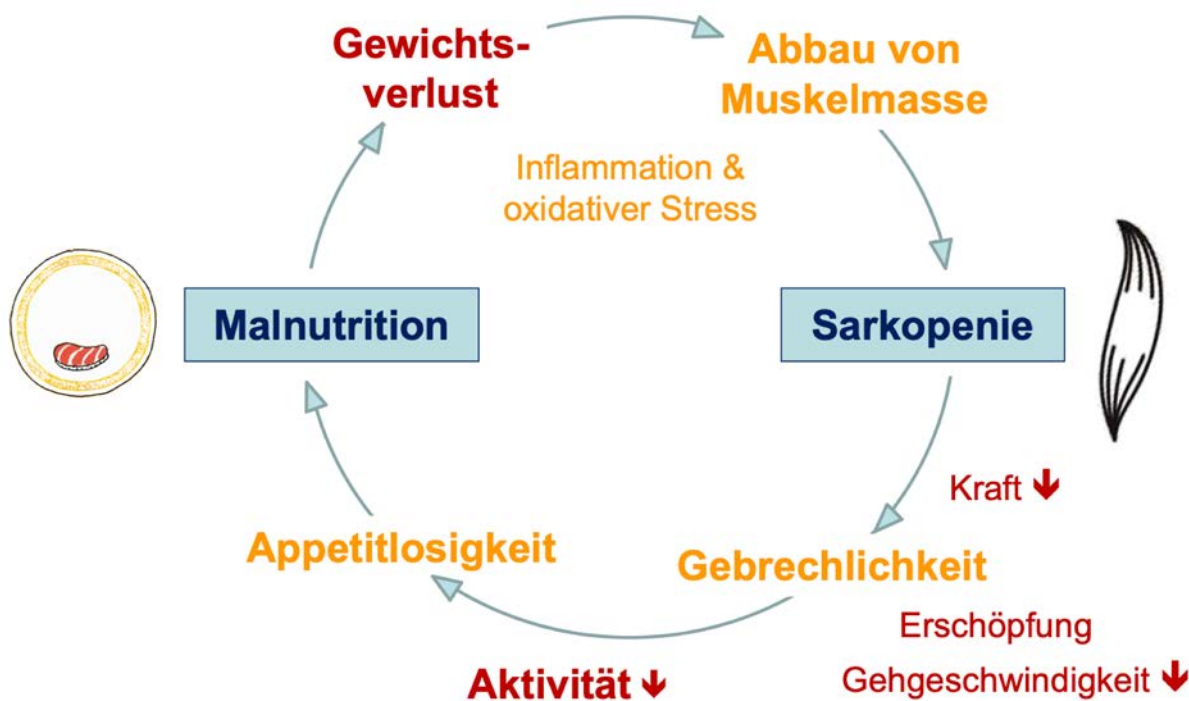 Gewichts-
verlust
Abbau von
Muskelmasse
Inflammation &
oxidativer Stress
Malnutrition
Sarkopenie
Kraft ↓
Appetitlosigkeit
Gebrechlichkeit
Erschöpfung
Aktivität ↓
Gehgeschwindigkeit ↓